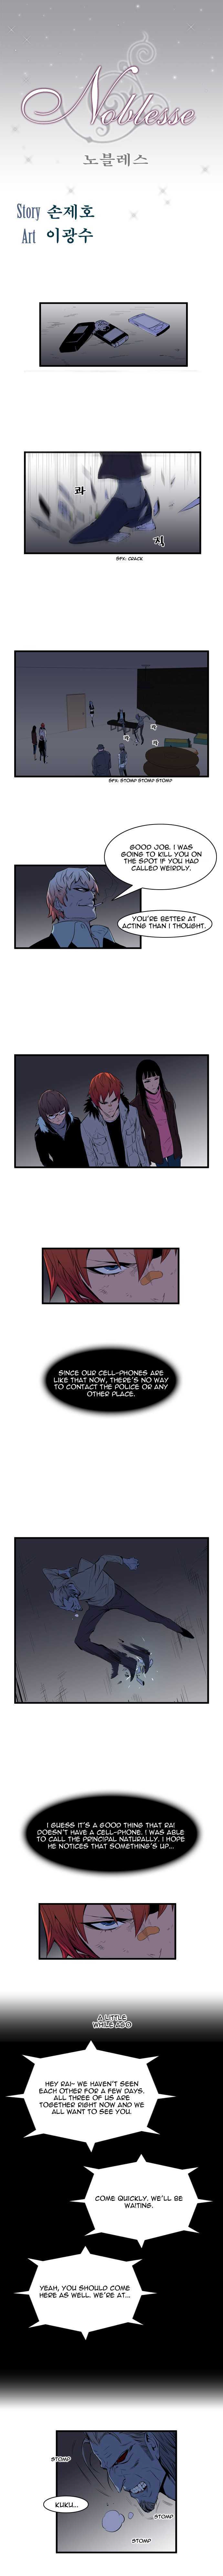 Noblesse
노블레스
Story 손제호
Art 이광수
콰
직
SFX: CRACK
콱
콱
콱
SFX: STOMP STOMP STOMP
GOOD JOB. I WAS
GOING TO KILL YOU ON
THE SPOT IF YOU HAD
CALLED WEIRDLY.
YOU'RE BETTER AT
ACTING THAN I THOUGHT.
SINCE OUR CELL-PHONES ARE
LIKE THAT NOW, THERE'S NO WAY
TO CONTACT THE POLICE OR ANY
OTHER PLACE.
I GUESS IT'S A GOOD THING THAT RAI
DOESN'T HAVE A CELL-PHONE. I WAS ABLE
TO CALL THE PRINCIPAL NATURALLY. I HOPE
HE NOTICES THAT SOMETHING'S UP...
A LITTLE
WHILE AGO
HEY RAI~ WE HAVEN'T SEEN
EACH OTHER FOR A FEW DAYS.
ALL THREE OF US ARE
TOGETHER RIGHT NOW AND WE
ALL WANT TO SEE YOU.
COME QUICKLY. WE'LL BE
WAITING.
YEAH, YOU SHOULD COME
HERE AS WELL. WE'RE AT...
STOMP
KUKU...
STOMP
STOMP